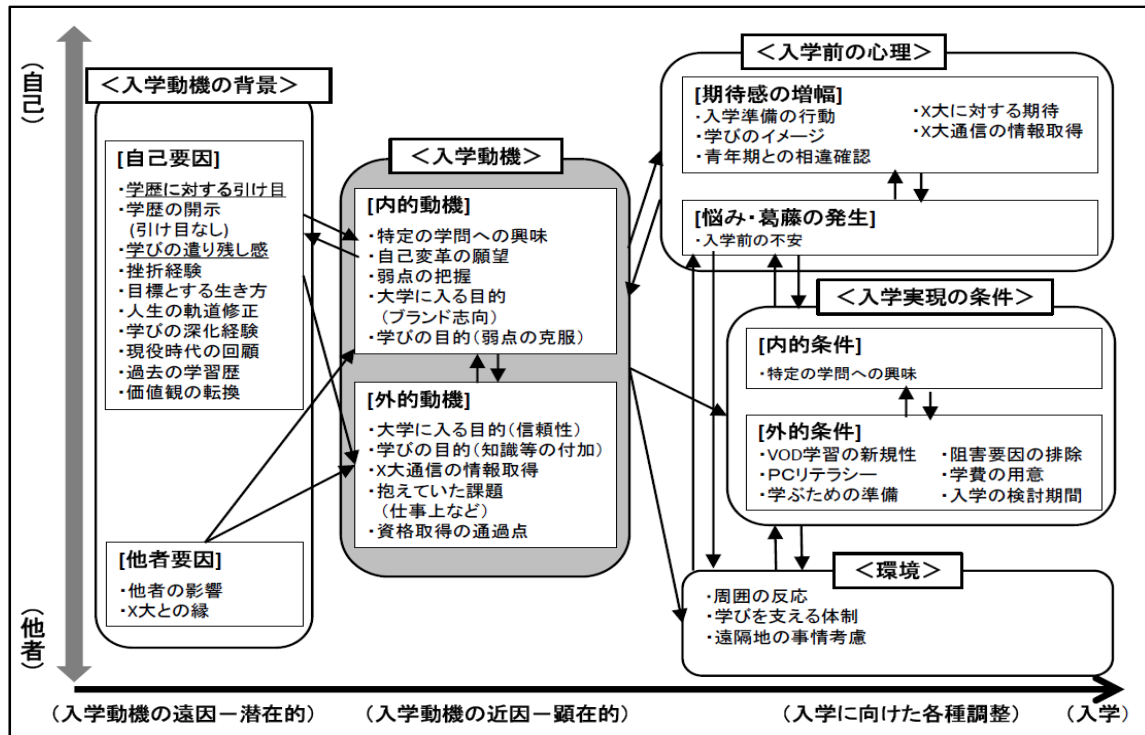 (自己)
(他者)
＜入学動機の背景＞
[自己要因]
・学歴に対する引け目
・学歴の開示
(引け目なし)
・学びの遣り残し感
・挫折経験
・目標とする生き方
・人生の軌道修正
・学びの深化経験
・現役時代の回顧
・過去の学習歴
・価値観の転換
[他者要因]
・他者の影響
・X大との縁
＜入学動機＞
[内的動機]
・特定の学問への興味
・自己変革の願望
・弱点の把握
・大学に入る目的
(ブランド志向)
・学びの目的(弱点の克服)
[外的動機]
・大学に入る目的(信頼性)
・学びの目的(知識等の付加)
・X大通信の情報取得
・抱えていた課題
(仕事上など)
・資格取得の通過点
＜入学前の心理＞
[期待感の増幅]
・入学準備の行動
・学びのイメージ
・青年期との相違確認
・X大に対する期待
・X大通信の情報取得
[悩み・葛藤の発生]
・入学前の不安
＜入学実現の条件＞
[内的条件]
・特定の学問への興味
[外的条件]
・VOD学習の新規性
・PCリテラシー
・学ぶための準備
・阻害要因の排除
・学費の用意
・入学の検討期間
＜環境＞
・周囲の反応
・学びを支える体制
・遠隔地の事情考慮
(入学動機の遠因－潜在的)
(入学動機の近因－顕在的)
(入学に向けた各種調整)
(入学)